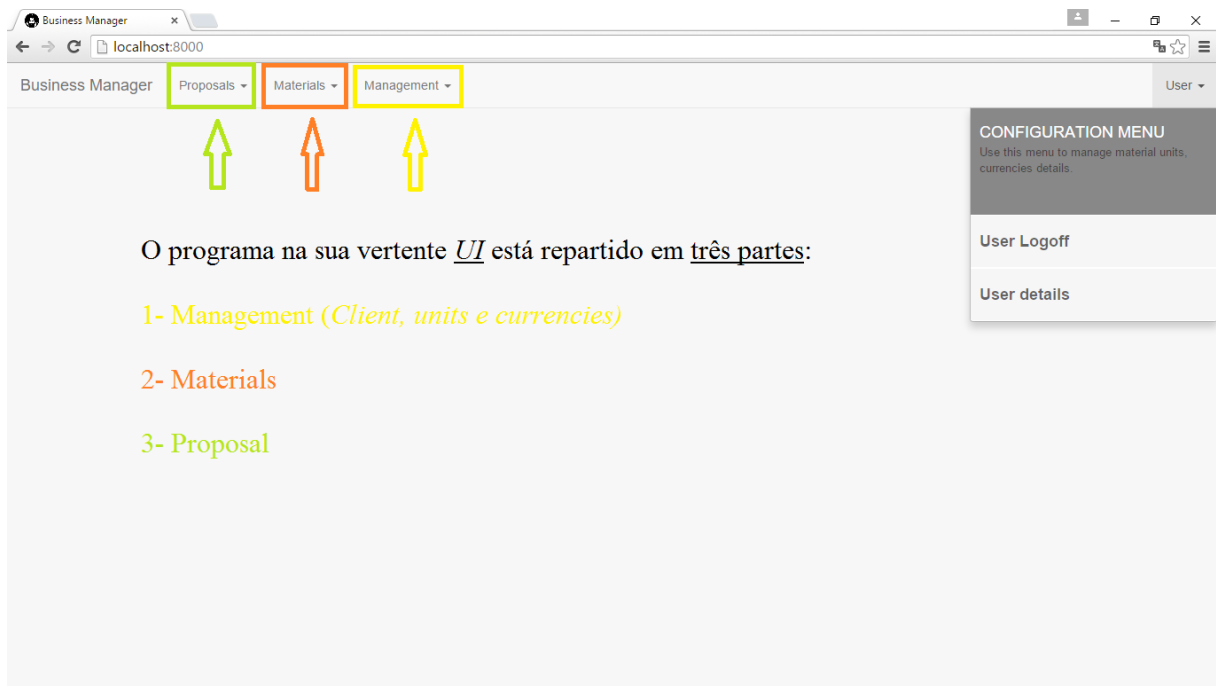 Business Manager
localhost:8000
Business Manager Proposals Materials Management User
CONFIGURATION MENU
Use this menu to manage material units,
currencies details.
User Logoff
User details
O programa na sua vertente UI está repartido em três partes:
1- Management (Client, units e currencies)
2- Materials
3- Proposal